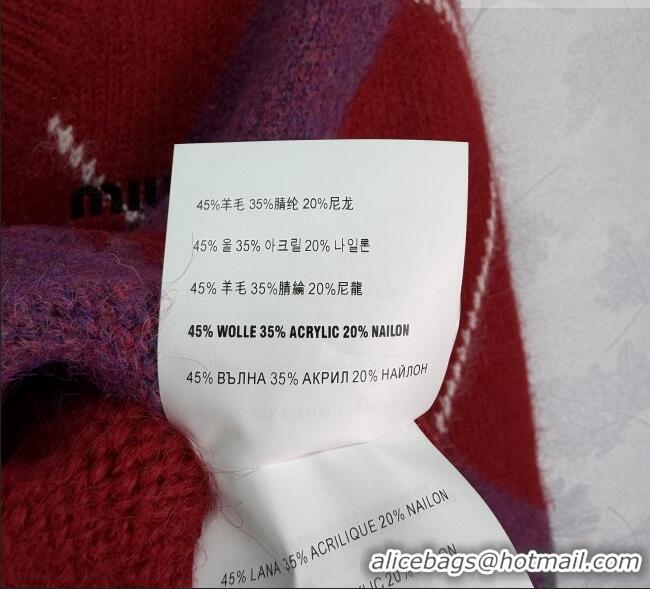 45%羊毛 35%腈纶 20%尼龙
45% 울 35% 아크릴 20% 나일론
45% 羊毛 35%腈綸 20%尼龍
45% WOLLE 35% ACRYLIC 20% NAILON
45% ВЪЛНА 35% АКРИЛ 20% НАЙЛОН
45% LANA 35% ACRILIQUE 20% NAILON
20%
alicebags@hotmail.com